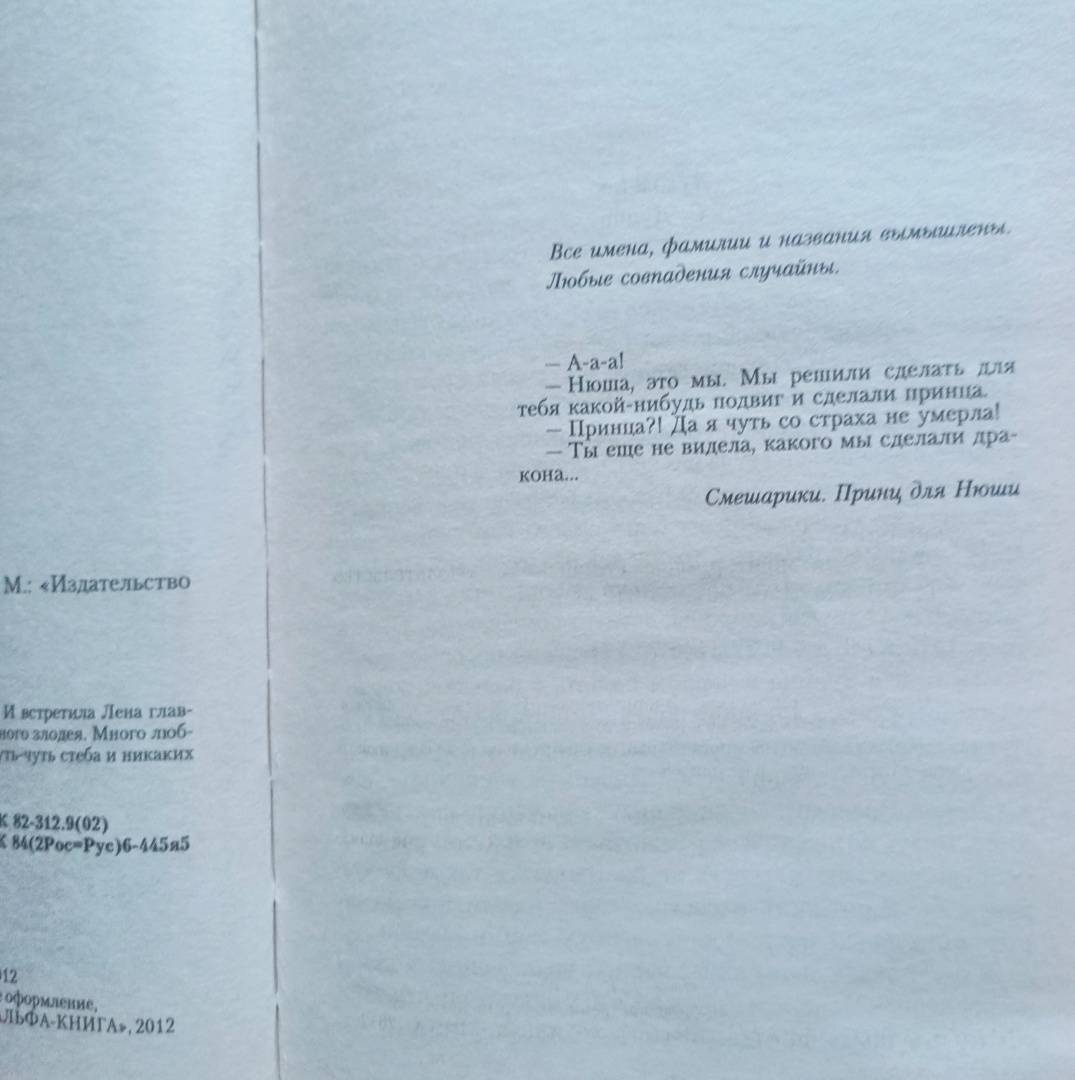 М.: «Издательство
И встретила Лена глав-
ного злодея. Много люб-
уть-чуть стеба и никаких
К 82-312.9(02)
К 84(2Рос=Рус)6-445я5
012
оформление,
АЛЬФА-КНИГА», 2012
Все имена, фамилии и названия вымышлены.
Любые совпадения случайны.
— А-а-а!
— Нюша, это мы. Мы решили сделать для
тебя какой-нибудь подвиг и сделали принца.
— Принца?! Да я чуть со страха не умерла!
— Ты еще не видела, какого мы сделали дра-
кона...
Смешарики. Принц для Нюши